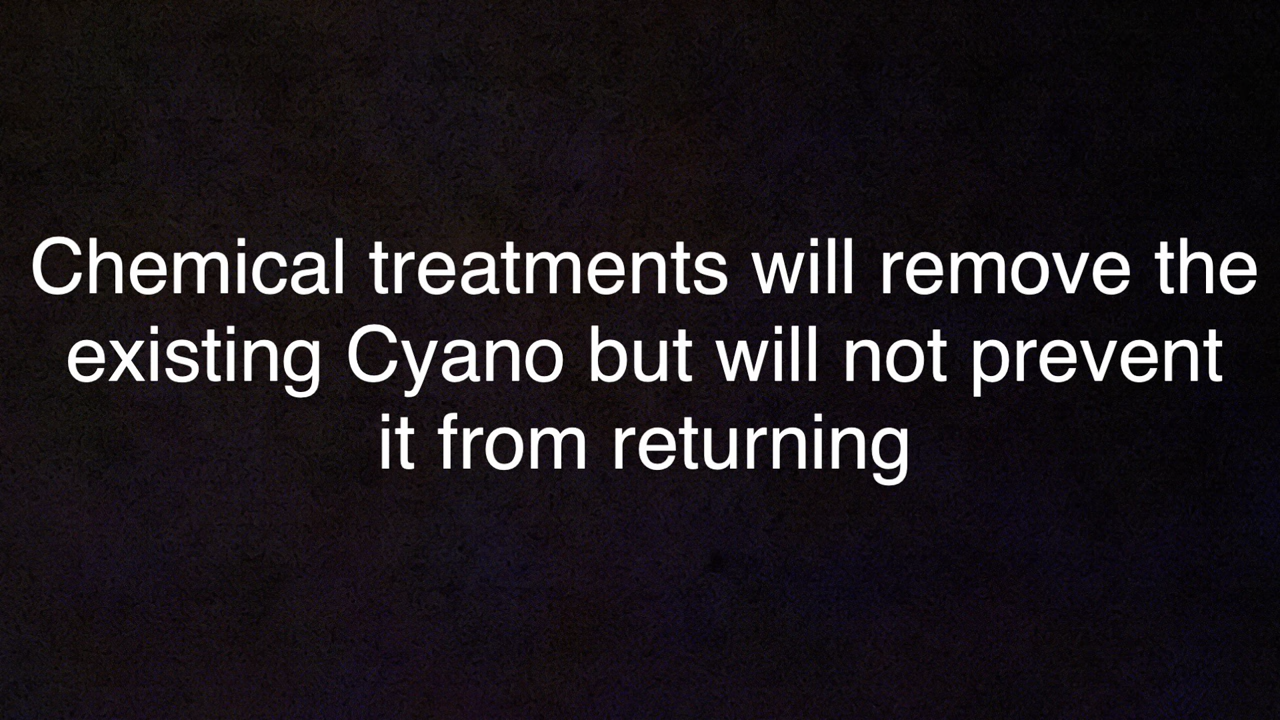 Chemical treatments will remove the
existing Cyano but will not prevent
it from returning